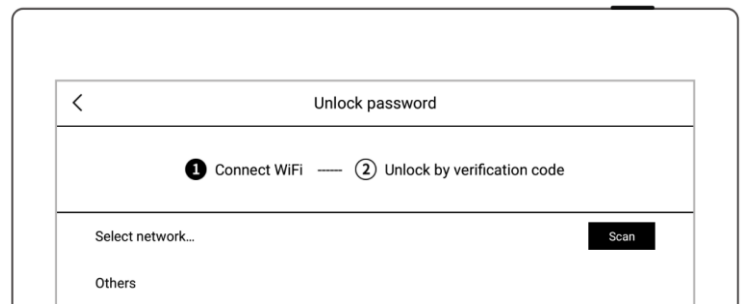 Unlock password
1 Connect WiFi ----- 2 Unlock by verification code
Select network... Scan
Others